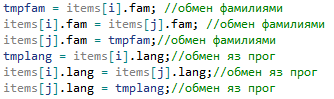 tmpfam = items[i].fam; //обмен фамилиями
items[i].fam = items[j].fam; //обмен фамилиями
items[j].fam = tmpfam;//обмен фамилиями
tmplang = items[i].lang;//обмен яз прог
items[i].lang = items[j].lang;//обмен яз прог
items[j].lang = tmplang;//обмен яз прог